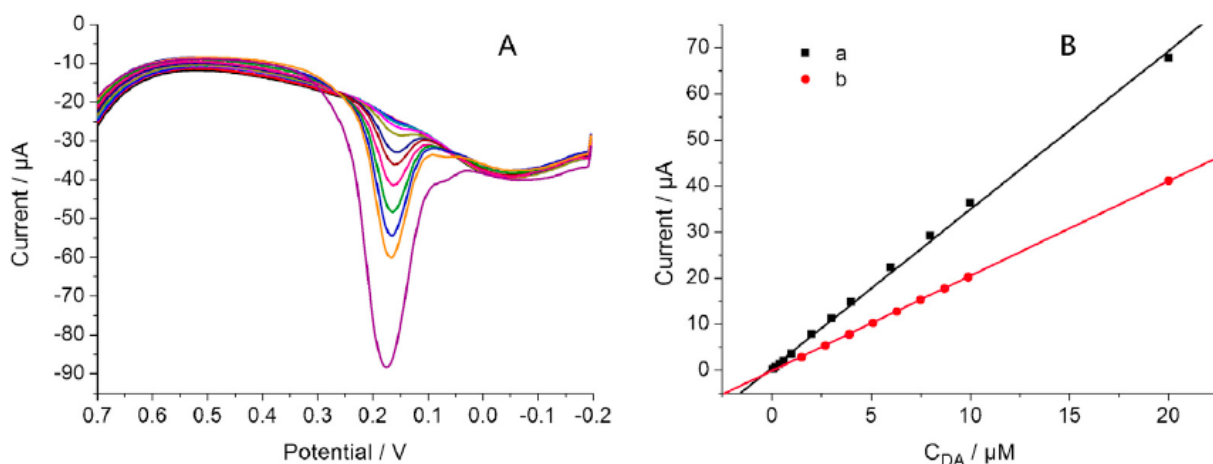 A
Current / µA
0
-10
-20
-30
-40
-50
-60
-70
-80
-90
0.7 0.6 0.5 0.4 0.3 0.2 0.1 0.0 -0.1 -0.2
Potential / V
B
a
b
Current / µA
70
60
50
40
30
20
10
0
0 5 10 15 20
C_DA / µM